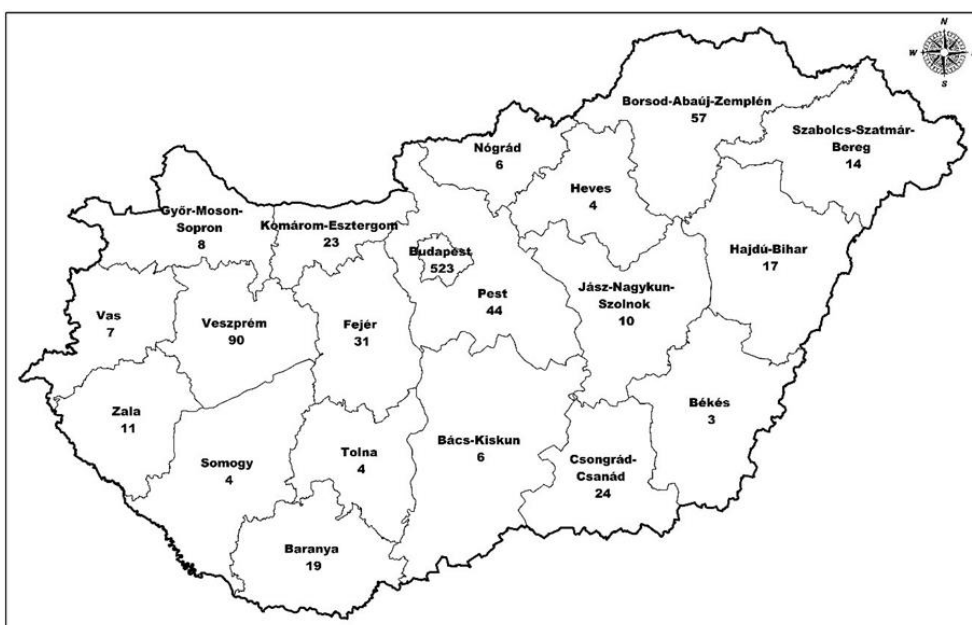 N
W
S
Borsod-Abaúj-Zemplén
57
Szabolcs-Szatmár-
Bereg
14
Nógrád
6
Heves
4
Győr-Moson-
Sopron
8
Komárom-Esztergom
23
Budapest
523
Hajdú-Bihar
17
Pest
44
Jász-Nagykun-
Szolnok
10
Vas
7
Veszprém
90
Fejér
31
Zala
11
Békés
3
Somogy
4
Tolna
4
Bács-Kiskun
6
Csongrád-
Csanád
24
Baranya
19